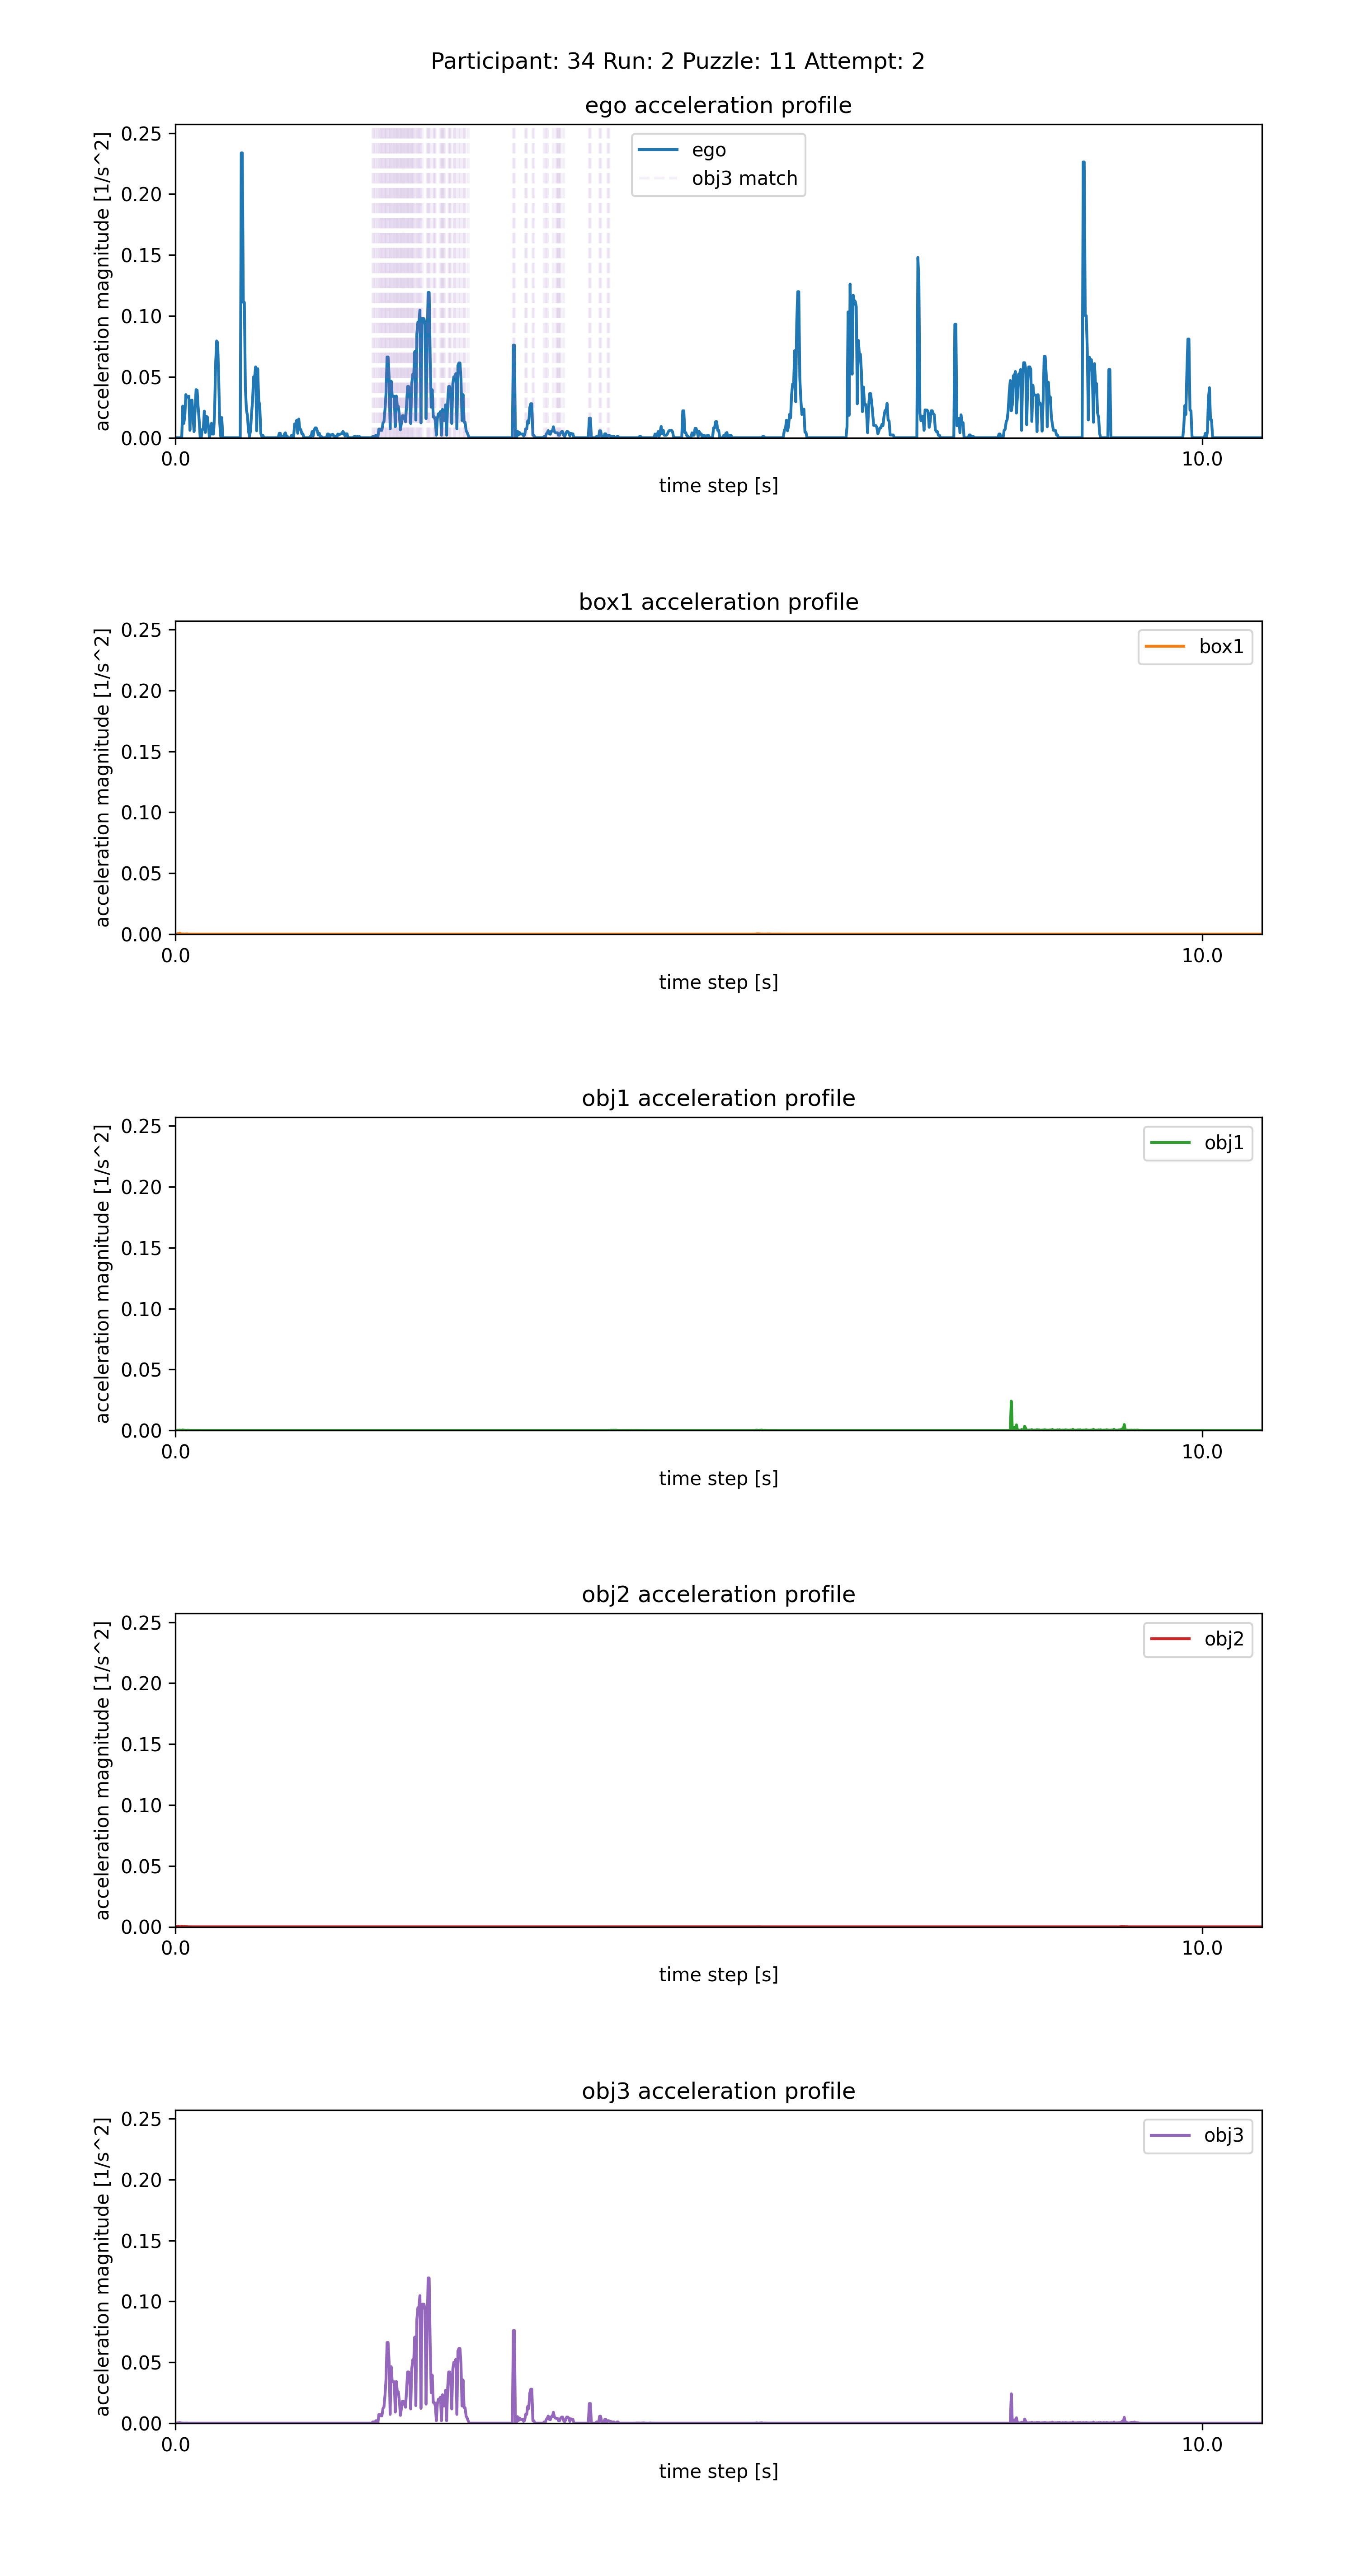 Participant: 34 Run: 2 Puzzle: 11 Attempt: 2
ego acceleration profile
acceleration magnitude [1/s^2]
0.25
0.20
0.15
0.10
0.05
0.00
ego
obj3 match
0.0 10.0
time step [s]
box1 acceleration profile
acceleration magnitude [1/s^2]
0.25
0.20
0.15
0.10
0.05
0.00
box1
0.0 10.0
time step [s]
obj1 acceleration profile
acceleration magnitude [1/s^2]
0.25
0.20
0.15
0.10
0.05
0.00
obj1
0.0 10.0
time step [s]
obj2 acceleration profile
acceleration magnitude [1/s^2]
0.25
0.20
0.15
0.10
0.05
0.00
obj2
0.0 10.0
time step [s]
obj3 acceleration profile
acceleration magnitude [1/s^2]
0.25
0.20
0.15
0.10
0.05
0.00
obj3
0.0 10.0
time step [s]